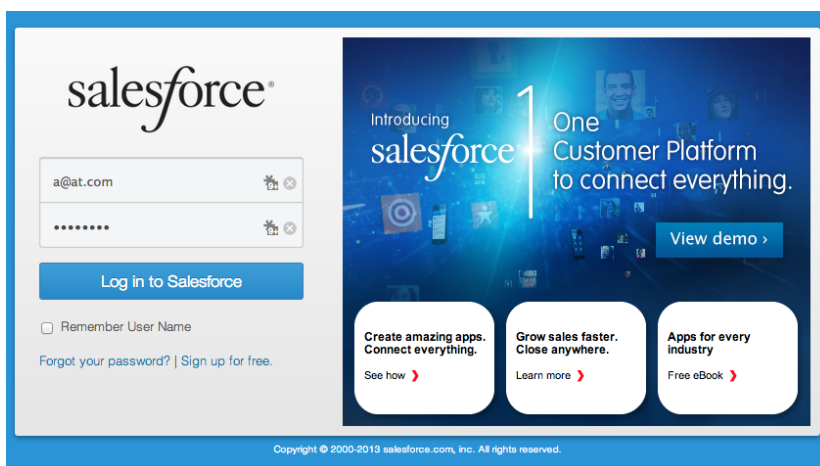 salesforce
a@at.com
••••••••
Log in to Salesforce
Remember User Name
Forgot your password? | Sign up for free.
Introducing
salesforce1
One
Customer Platform
to connect everything.
View demo ›
Create amazing apps.
Connect everything.
See how ❯
Grow sales faster.
Close anywhere.
Learn more ❯
Apps for every
industry
Free eBook ❯
Copyright © 2000-2013 salesforce.com, inc. All rights reserved.